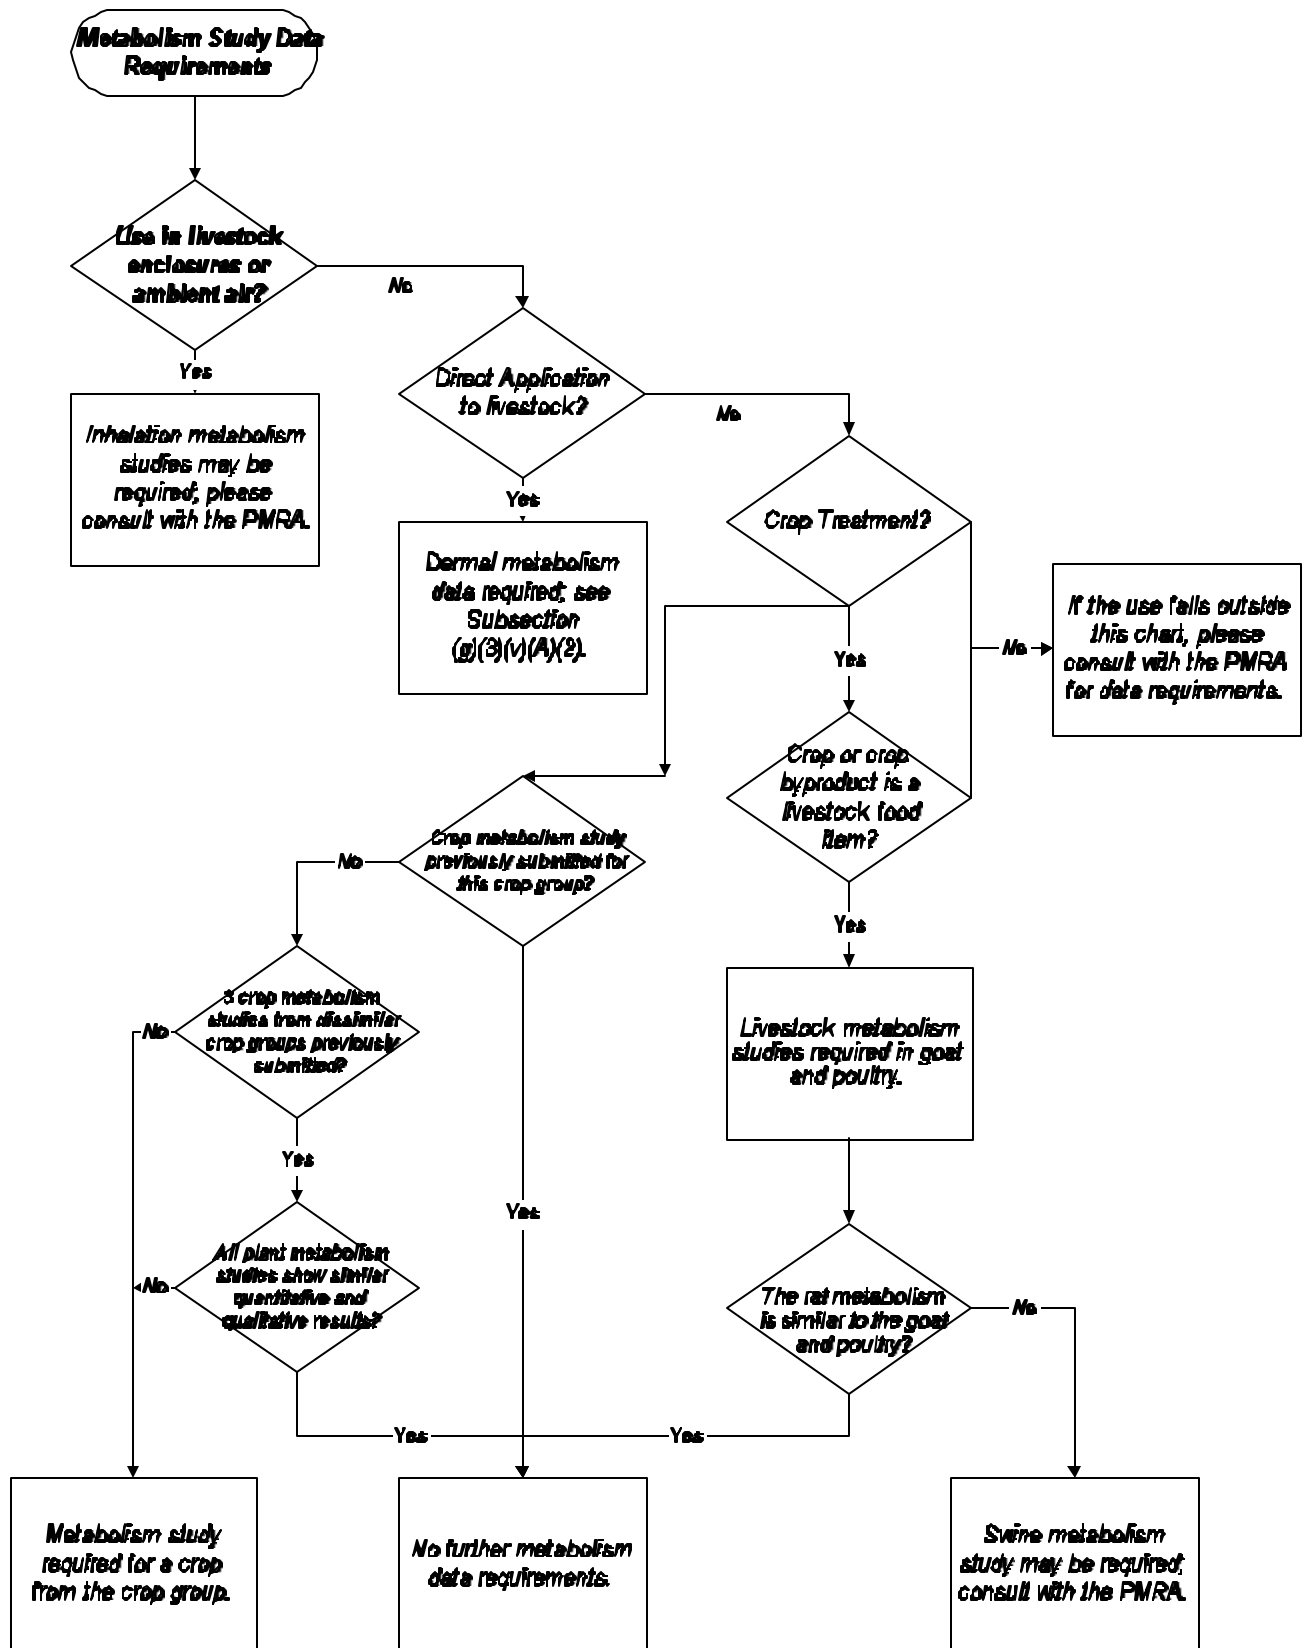 Metabolism Study Data
Requirements
Use in livestock
enclosures or
ambient air?
No
Yes
Inhalation metabolism
studies may be
required, please
consult with the PMRA.
Direct Application
to livestock?
No
Yes
Dermal metabolism
data required, see
Subsection
(g)(3)(v)(A)(2).
Crop Treatment?
Yes
No
If the use falls outside
this chart, please
consult with the PMRA
for data requirements.
Crop or crop
byproduct is a
livestock food
item?
Yes
Crop metabolism study
previously submitted for
this crop group?
No
Yes
3 crop metabolism
studies from dissimilar
crop groups previously
submitted?
No
Yes
Livestock metabolism
studies required in goat
and poultry.
All plant metabolism
studies show similar
quantitative and
qualitative results?
No
Yes
The rat metabolism
is similar to the goat
and poultry?
No
Yes
Metabolism study
required for a crop
from the crop group.
No further metabolism
data requirements.
Swine metabolism
study may be required,
consult with the PMRA.